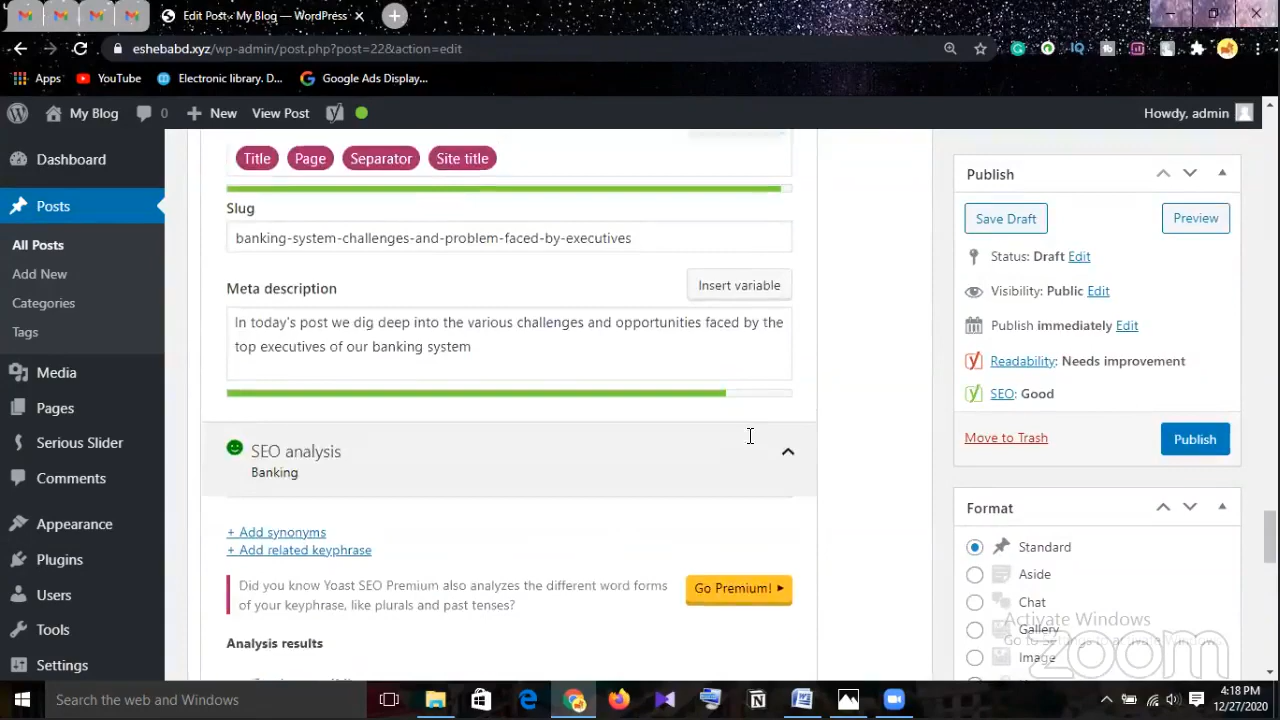 Edit Post ‹ My Blog — WordPress
eshebabd.xyz/wp-admin/post.php?post=22&action=edit
Apps YouTube Electronic library. D... Google Ads Display...
My Blog 0 New View Post Howdy, admin
Dashboard
Posts
All Posts
Add New
Categories
Tags
Media
Pages
Serious Slider
Comments
Appearance
Plugins
Users
Tools
Settings
Title Page Separator Site title
Slug
banking-system-challenges-and-problem-faced-by-executives
Meta description
Insert variable
In today's post we dig deep into the various challenges and opportunities faced by the
top executives of our banking system
SEO analysis
Banking
+ Add synonyms
+ Add related keyphrase
Did you know Yoast SEO Premium also analyzes the different word forms
of your keyphrase, like plurals and past tenses?
Go Premium!
Analysis results
Publish
Save Draft Preview
Status: Draft Edit
Visibility: Public Edit
Publish immediately Edit
Readability: Needs improvement
SEO: Good
Move to Trash Publish
Format
Standard
Aside
Chat
Gallery
Image
Activate Windows
Go to Settings to activate Windows.
zoom
Search the web and Windows
4:18 PM
12/27/2020